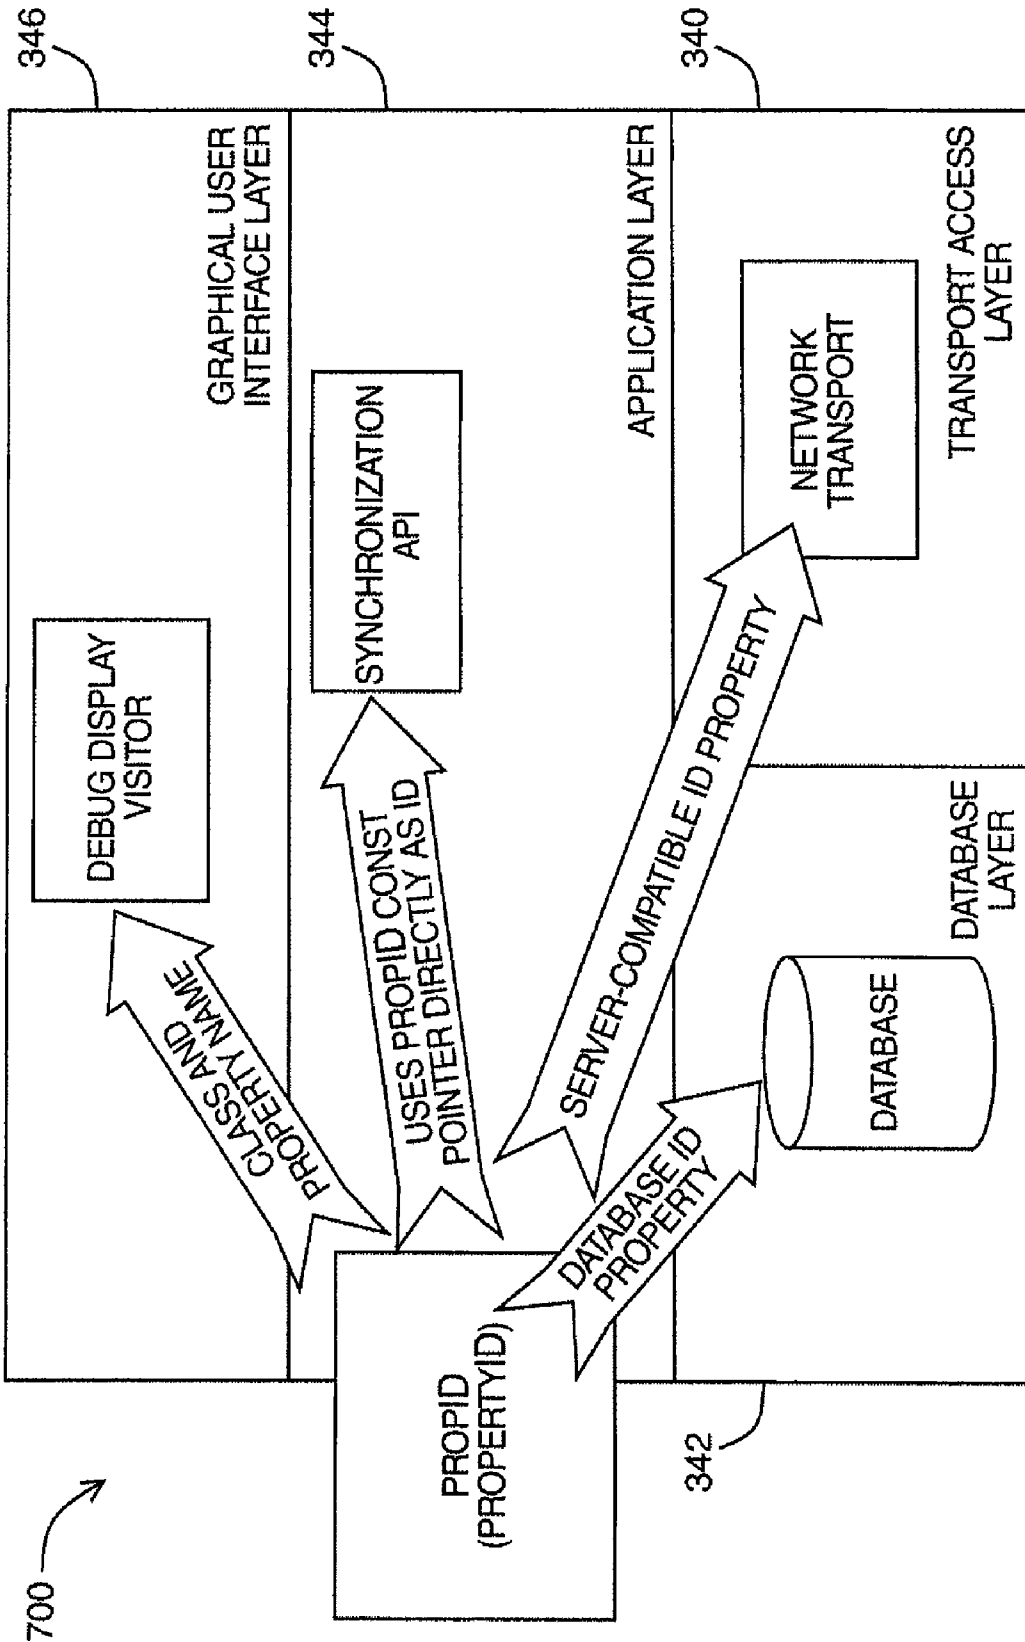 700
346
344
340
342
DEBUG DISPLAY
VISITOR
GRAPHICAL USER
INTERFACE LAYER
CLASS AND
PROPERTY NAME
SYNCHRONIZATION
API
USES PROPID CONST
POINTER DIRECTLY AS ID
APPLICATION LAYER
PROPID
(PROPERTYID)
SERVER-COMPATIBLE ID PROPERTY
DATABASE ID
PROPERTY
NETWORK
TRANSPORT
TRANSPORT ACCESS
LAYER
DATABASE
DATABASE
LAYER